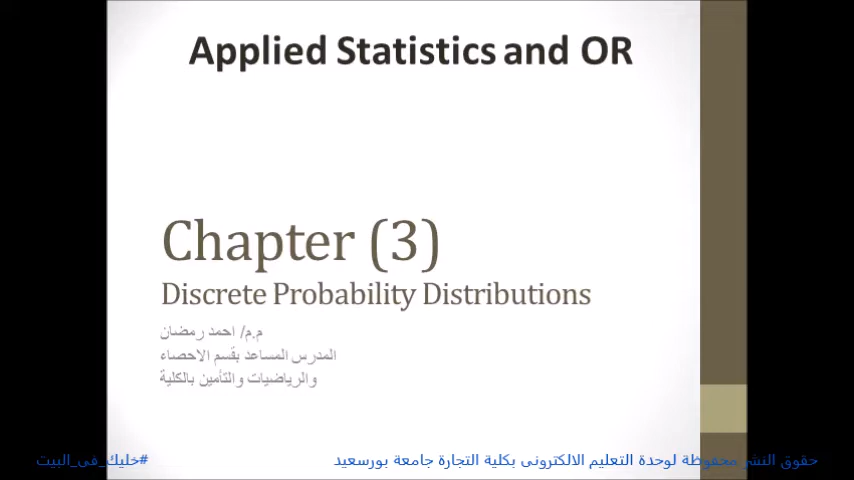 Applied Statistics and OR
Chapter (3)
Discrete Probability Distributions
م.م/ احمد رمضان
المدرس المساعد بقسم الاحصاء
والرياضيات والتأمين بالكلية
حقوق النشر محفوظة لوحدة التعليم الالكترونى بكلية التجارة جامعة بورسعيد
#خليك_فى_البيت